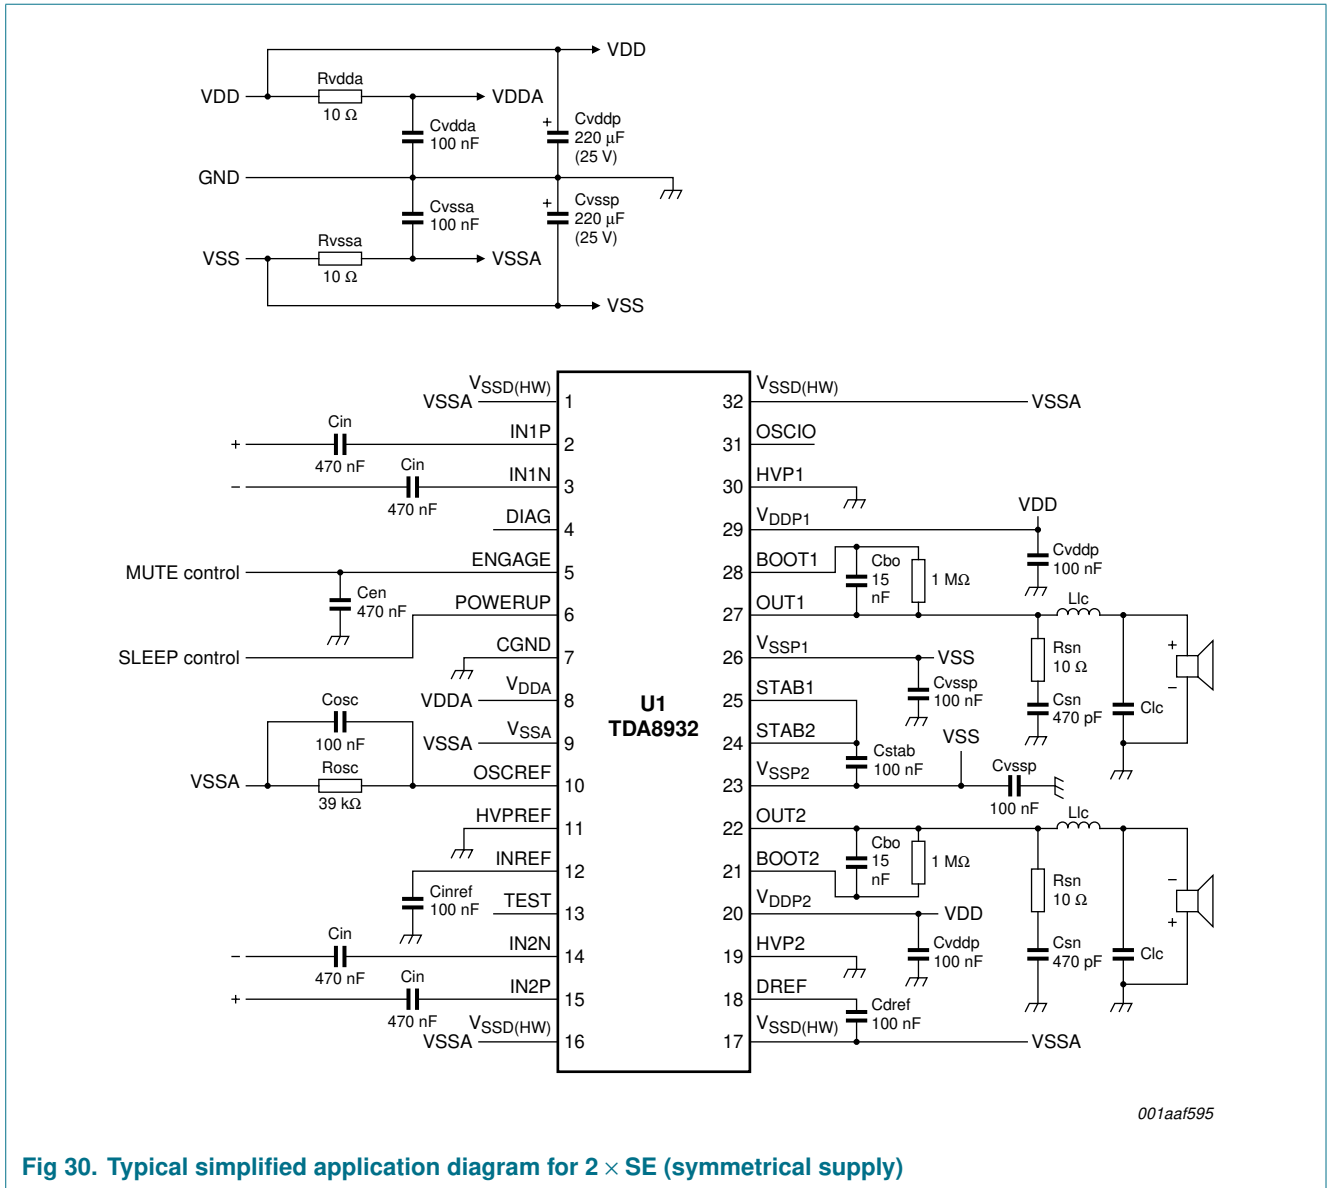 VDD
Rvdda
VDD
VDDA
10 Ω
Cvdda
100 nF
+
Cvddp
220 μF
(25 V)
GND
Cvssa
100 nF
+
Cvssp
220 μF
(25 V)
Rvssa
VSS
VSSA
10 Ω
VSS
VSSD(HW)
VSSA
1
Cin
+
470 nF
IN1P
2
Cin
−
470 nF
IN1N
3
DIAG
4
MUTE control
ENGAGE
5
Cen
470 nF
POWERUP
6
SLEEP control
CGND
7
VDDA
VDDA
8
Cosc
100 nF
VSSA
VSSA
9
VSSA
Rosc
39 kΩ
OSCREF
10
HVPREF
11
INREF
12
Cinref
100 nF
TEST
13
Cin
−
470 nF
IN2N
14
Cin
+
470 nF
IN2P
15
VSSD(HW)
VSSA
16
U1
TDA8932
32
VSSD(HW)
VSSA
31
OSCIO
30
HVP1
29
VDDP1
VDD
Cvddp
100 nF
28
BOOT1
Cbo
15
nF
1 MΩ
27
OUT1
Llc
Rsn
10 Ω
Csn
470 pF
Clc
+
−
26
VSSP1
VSS
Cvssp
100 nF
25
STAB1
24
STAB2
Cstab
100 nF
23
VSSP2
VSS
Cvssp
100 nF
22
OUT2
Llc
Cbo
15
nF
1 MΩ
21
BOOT2
Rsn
10 Ω
Csn
470 pF
Clc
−
+
20
VDDP2
VDD
Cvddp
100 nF
19
HVP2
18
DREF
Cdref
100 nF
17
VSSD(HW)
VSSA
001aaf595
Fig 30. Typical simplified application diagram for 2 × SE (symmetrical supply)